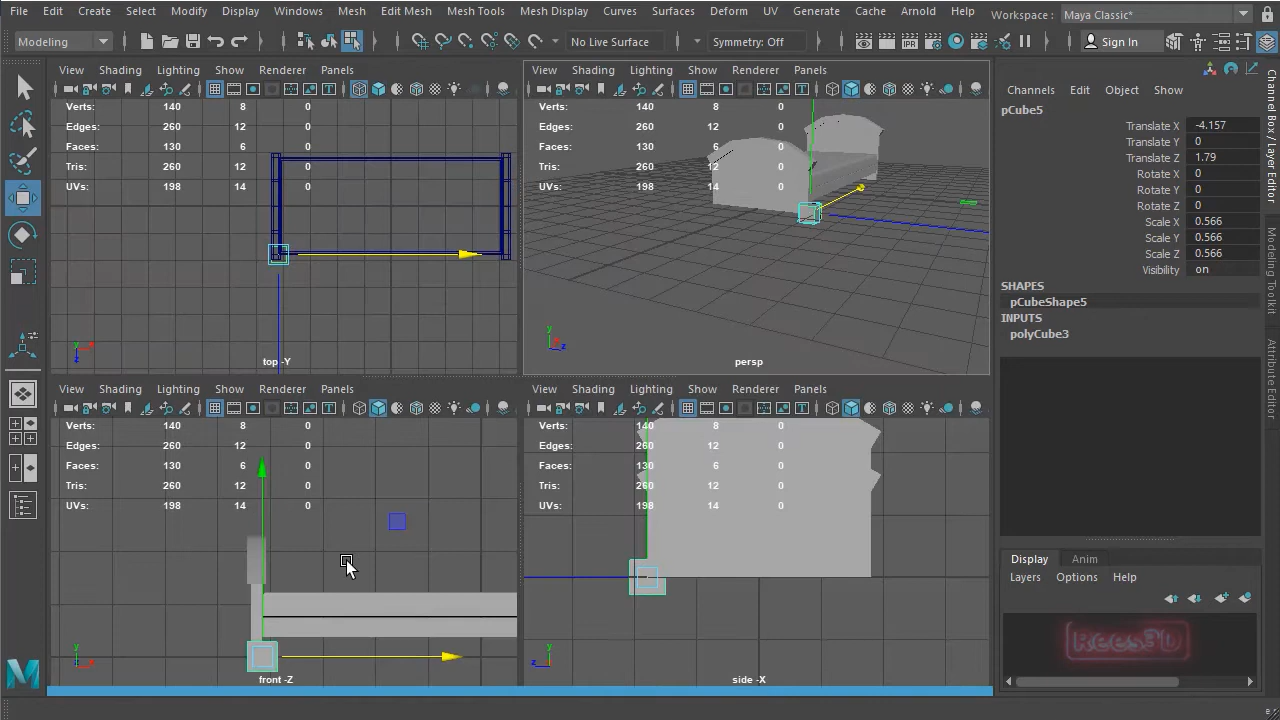 File Edit Create Select Modify Display Windows Mesh Edit Mesh Mesh Tools Mesh Display Curves Surfaces Deform UV Generate Cache Arnold Help Workspace: Maya Classic*
Modeling No Live Surface Symmetry: Off IPR Sign In
View Shading Lighting Show Renderer Panels
Verts: 140 8 0
Edges: 260 12 0
Faces: 130 6 0
Tris: 260 12 0
UVs: 198 14 0
top -Y
View Shading Lighting Show Renderer Panels
Verts: 140 8 0
Edges: 260 12 0
Faces: 130 6 0
Tris: 260 12 0
UVs: 198 14 0
persp
View Shading Lighting Show Renderer Panels
Verts: 140 8 0
Edges: 260 12 0
Faces: 130 6 0
Tris: 260 12 0
UVs: 198 14 0
front -Z
View Shading Lighting Show Renderer Panels
Verts: 140 8 0
Edges: 260 12 0
Faces: 130 6 0
Tris: 260 12 0
UVs: 198 14 0
side -X
Channels Edit Object Show
pCube5
Translate X -4.157
Translate Y 0
Translate Z 1.79
Rotate X 0
Rotate Y 0
Rotate Z 0
Scale X 0.566
Scale Y 0.566
Scale Z 0.566
Visibility on
SHAPES
pCubeShape5
INPUTS
polyCube3
Display Anim
Layers Options Help
Rees3D
Channel Box / Layer Editor
Modeling Toolkit
Attribute Editor